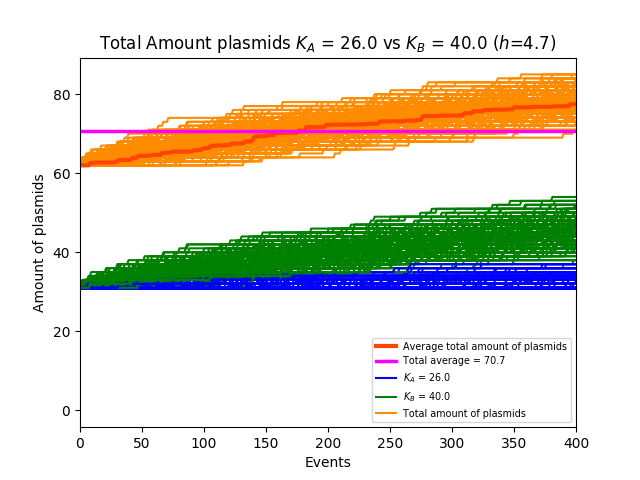 Total Amount plasmids K_A = 26.0 vs K_B = 40.0 (h=4.7)
Amount of plasmids
80
60
40
20
0
Average total amount of plasmids
Total average = 70.7
K_A = 26.0
K_B = 40.0
Total amount of plasmids
0 50 100 150 200 250 300 350 400
Events